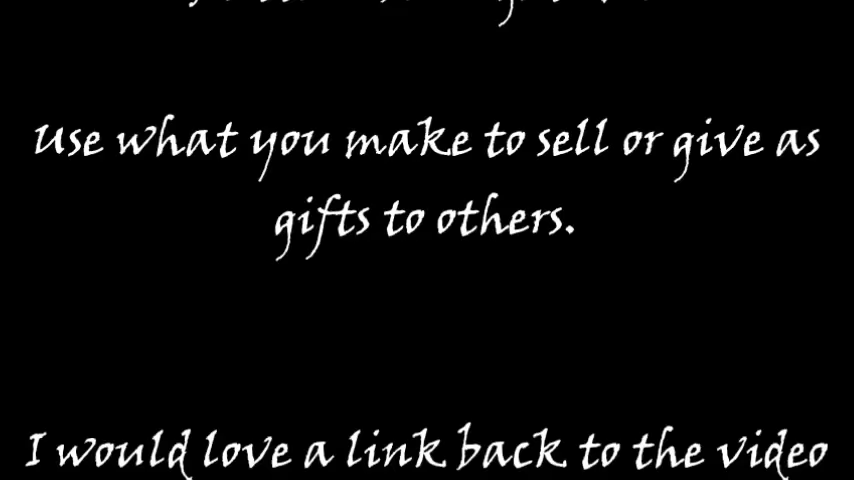 Use what you make to sell or give as
gifts to others.
I would love a link back to the video